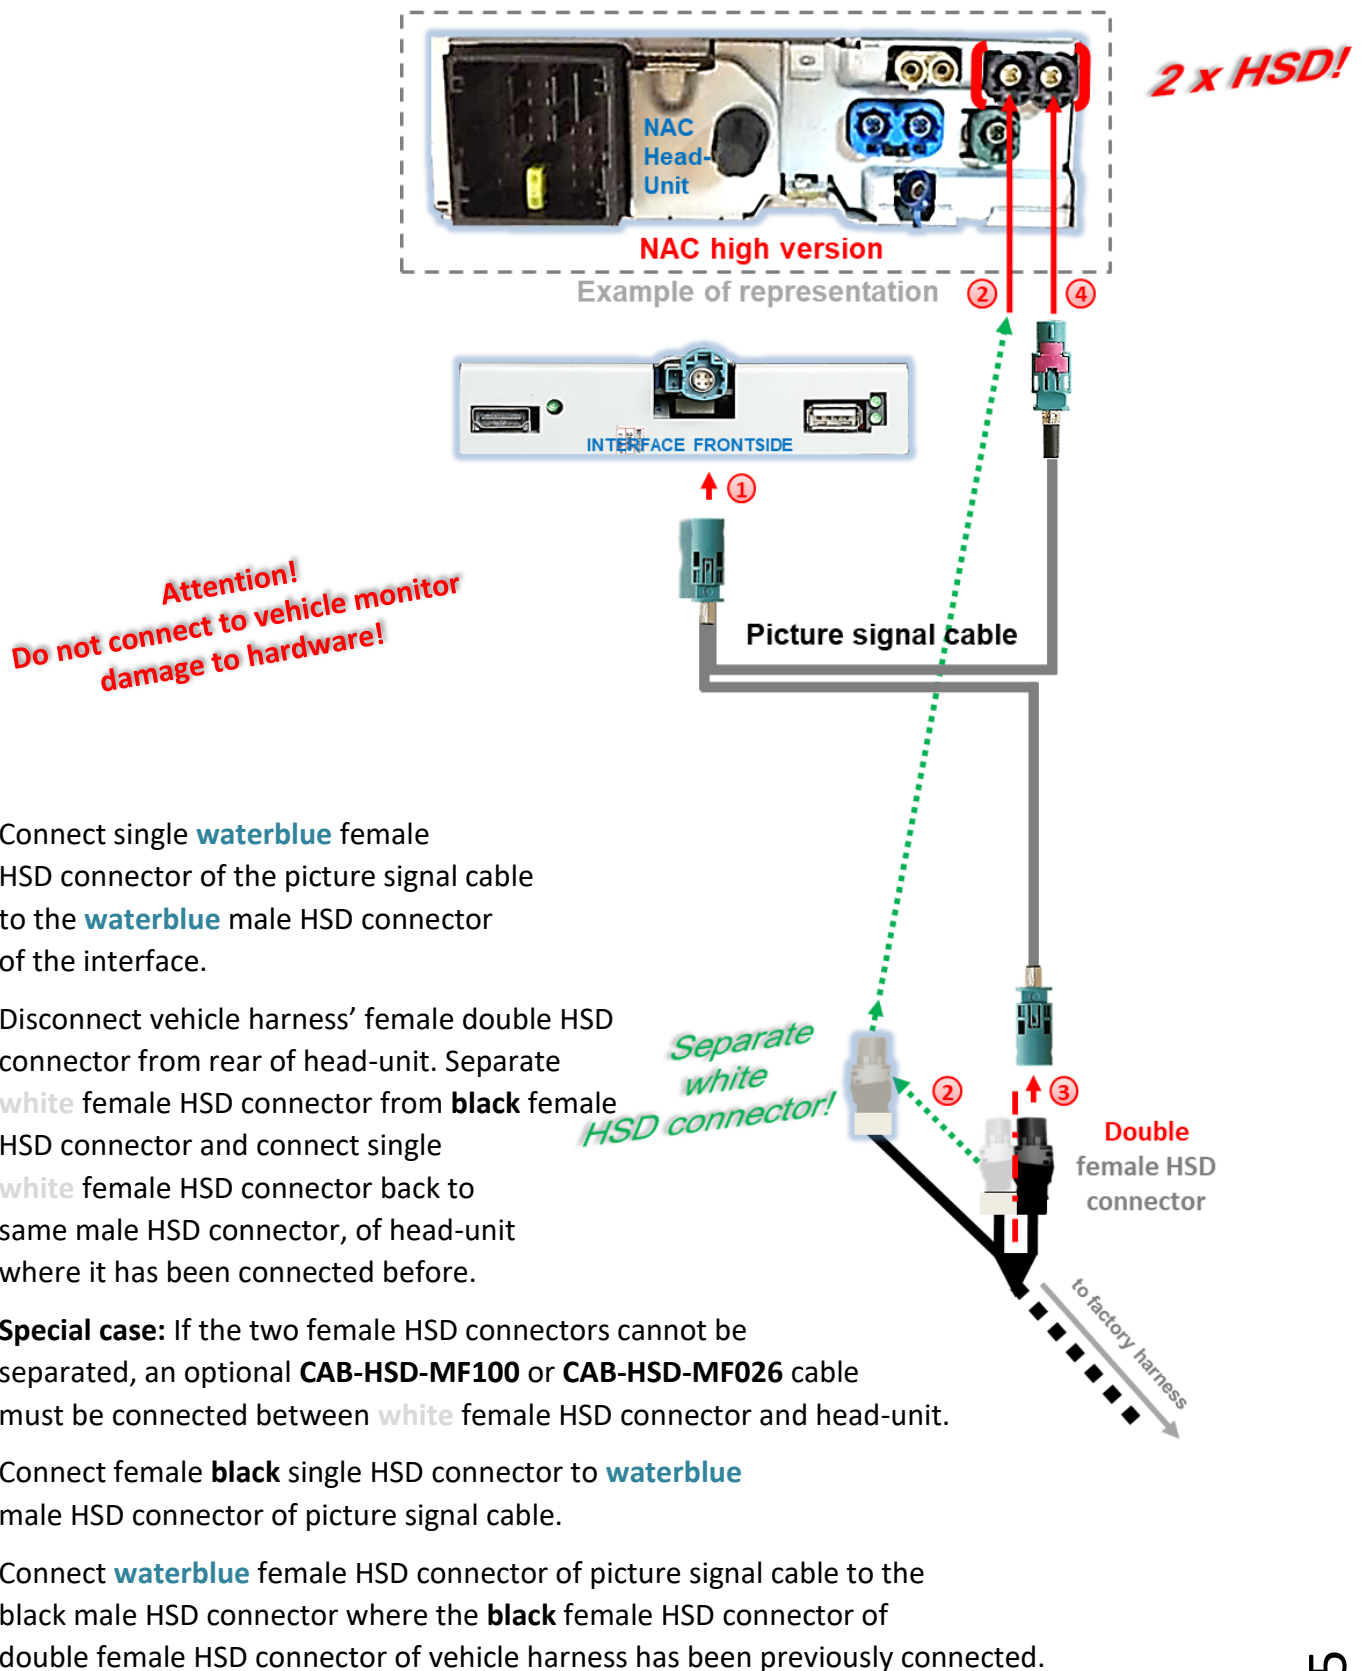 2 x HSD!
NAC
Head-
Unit
NAC high version
Example of representation
2
4
INTERFACE FRONTSIDE
1
Attention!
Do not connect to vehicle monitor
damage to hardware!
Picture signal cable
Connect single waterblue female
HSD connector of the picture signal cable
to the waterblue male HSD connector
of the interface.
Disconnect vehicle harness’ female double HSD
connector from rear of head-unit. Separate
white female HSD connector from black female
HSD connector and connect single
white female HSD connector back to
same male HSD connector, of head-unit
where it has been connected before.
Separate
white
HSD connector!
2
3
Double
female HSD
connector
to factory harness
Special case: If the two female HSD connectors cannot be
separated, an optional CAB-HSD-MF100 or CAB-HSD-MF026 cable
must be connected between white female HSD connector and head-unit.
Connect female black single HSD connector to waterblue
male HSD connector of picture signal cable.
Connect waterblue female HSD connector of picture signal cable to the
black male HSD connector where the black female HSD connector of
double female HSD connector of vehicle harness has been previously connected.
5